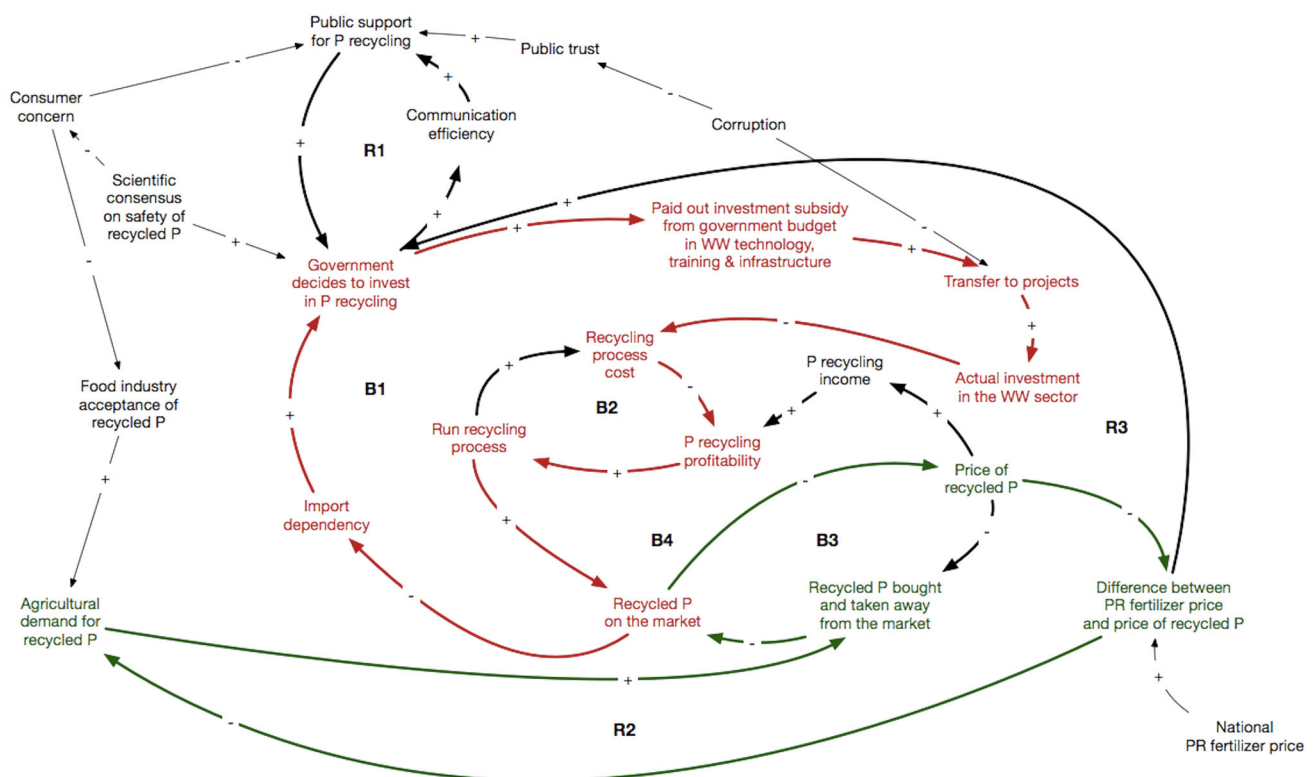 Public support
for P recycling
+
Public trust
-
+
-
Consumer
concern
Communication
efficiency
Corruption
+
R1
-
Scientific
consensus
on safety of
recycled P
+
+
+
+
Paid out investment subsidy
from government budget
in WW technology,
training & infrastructure
-
+
-
Government
decides to invest
in P recycling
Transfer to projects
+
-
Recycling
process
cost
P recycling
income
Actual investment
in the WW sector
+
-
Food industry
acceptance of
recycled P
B1
B2
+
+
+
Run recycling
process
P recycling
profitability
R3
+
Price of
recycled P
+
-
Import
dependency
+
-
B4
B3
-
Agricultural
demand for
recycled P
-
Recycled P
on the market
Recycled P bought
and taken away
from the market
Difference between
PR fertilizer price
and price of recycled P
-
+
+
-
R2
National
PR fertilizer price